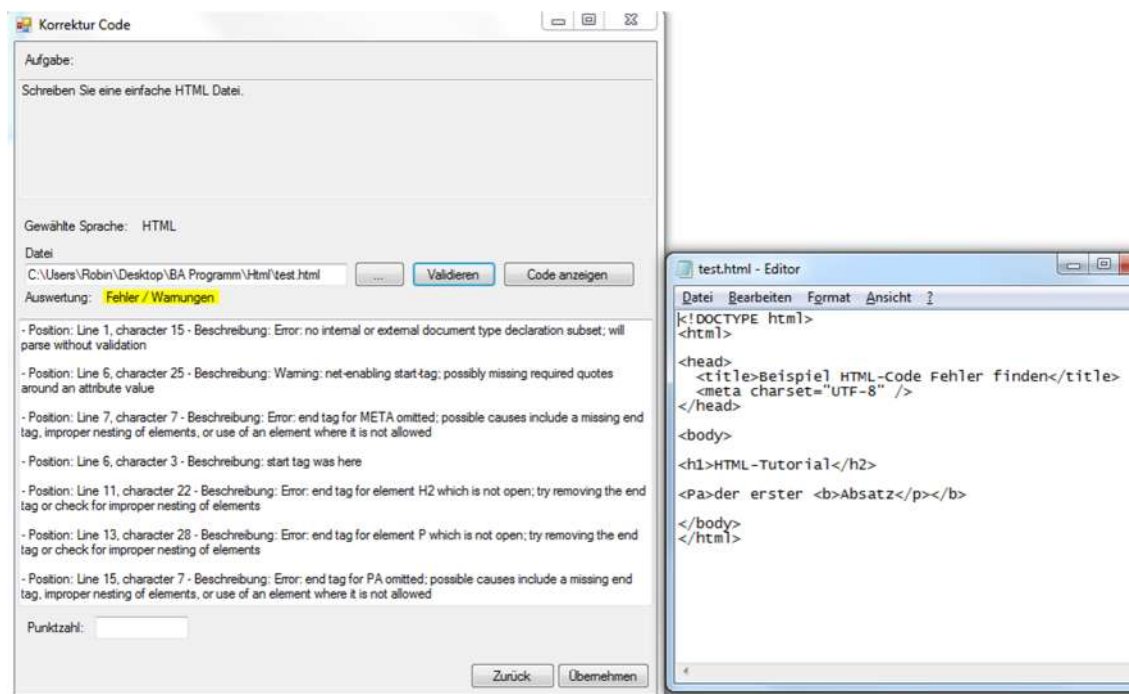 Korrektur Code
Aufgabe:
Schreiben Sie eine einfache HTML Datei.
Gewählte Sprache: HTML
Datei
C:\Users\Robin\Desktop\BA Programm\Html\test.html ... Validieren Code anzeigen
Auswertung: Fehler / Warnungen
- Position: Line 1, character 15 - Beschreibung: Error: no internal or external document type declaration subset; will
parse without validation
- Position: Line 6, character 25 - Beschreibung: Warning: net-enabling start-tag; possibly missing required quotes
around an attribute value
- Position: Line 7, character 7 - Beschreibung: Error: end tag for META omitted; possible causes include a missing end
tag, improper nesting of elements, or use of an element where it is not allowed
- Position: Line 6, character 3 - Beschreibung: start tag was here
- Position: Line 11, character 22 - Beschreibung: Error: end tag for element H2 which is not open; try removing the end
tag or check for improper nesting of elements
- Position: Line 13, character 28 - Beschreibung: Error: end tag for element P which is not open; try removing the end
tag or check for improper nesting of elements
- Position: Line 15, character 7 - Beschreibung: Error: end tag for PA omitted; possible causes include a missing end
tag, improper nesting of elements, or use of an element where it is not allowed
Punktzahl:
Zurück Übernehmen
test.html - Editor
Datei Bearbeiten Format Ansicht ?
<!DOCTYPE html>
<html>
<head>
<title>Beispiel HTML-Code Fehler finden</title>
<meta charset="UTF-8" />
</head>
<body>
<h1>HTML-Tutorial</h2>
<Pa>der erster <b>Absatz</p></b>
</body>
</html>